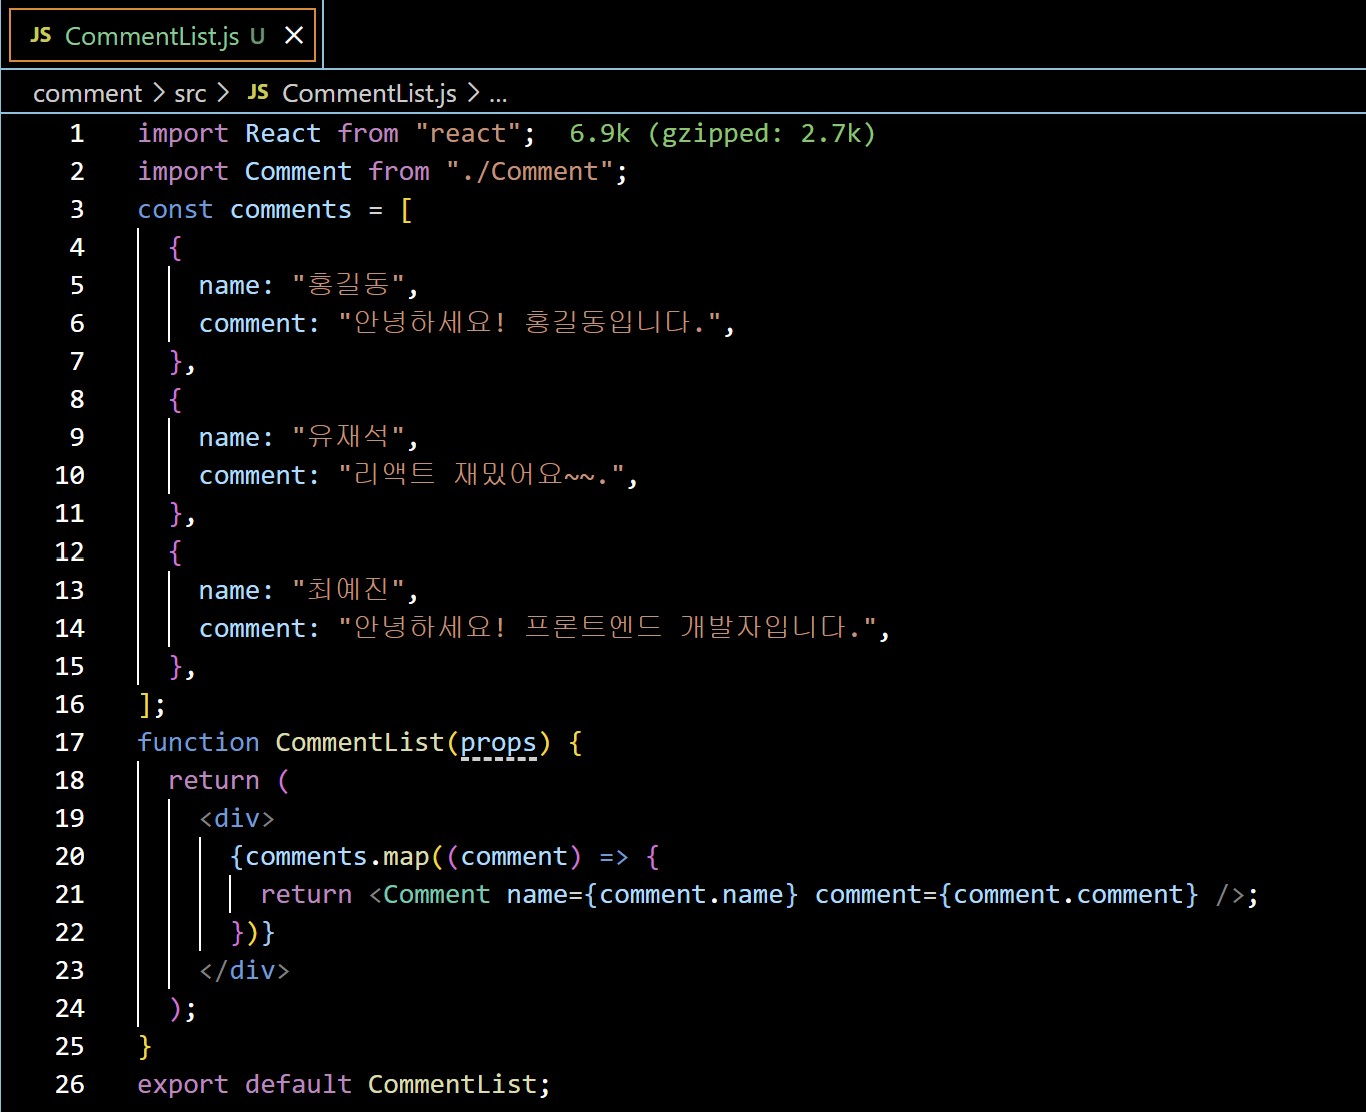 JS CommentList.js U ×
comment > src > JS CommentList.js > ...
1 import React from "react"; 6.9k (gzipped: 2.7k)
2 import Comment from "./Comment";
3 const comments = [
4 {
5 name: "홍길동",
6 comment: "안녕하세요! 홍길동입니다.",
7 },
8 {
9 name: "유재석",
10 comment: "리액트 재밌어요~~.",
11 },
12 {
13 name: "최예진",
14 comment: "안녕하세요! 프론트엔드 개발자입니다.",
15 },
16 ];
17 function CommentList(props) {
18 return (
19 <div>
20 {comments.map((comment) => {
21 return <Comment name={comment.name} comment={comment.comment} />;
22 })}
23 </div>
24 );
25 }
26 export default CommentList;